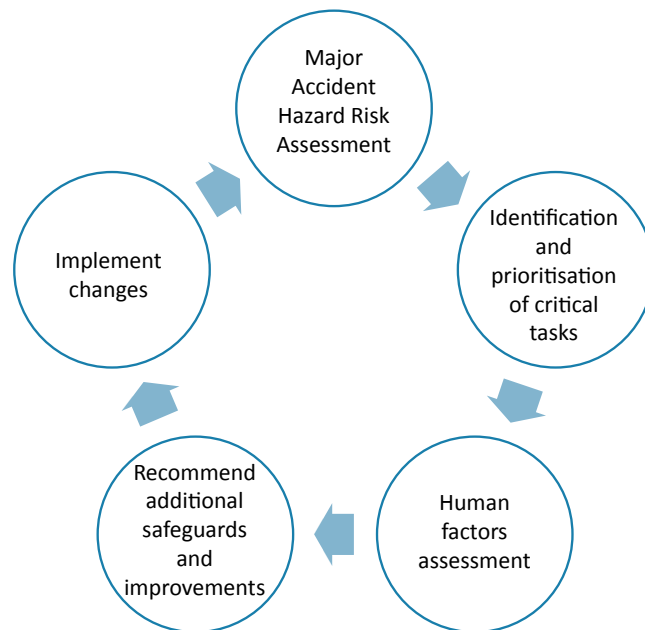 Major
Accident
Hazard Risk
Assessment
Identification
and
prioritisation
of critical
tasks
Human
factors
assessment
Recommend
additional
safeguards
and
improvements
Implement
changes